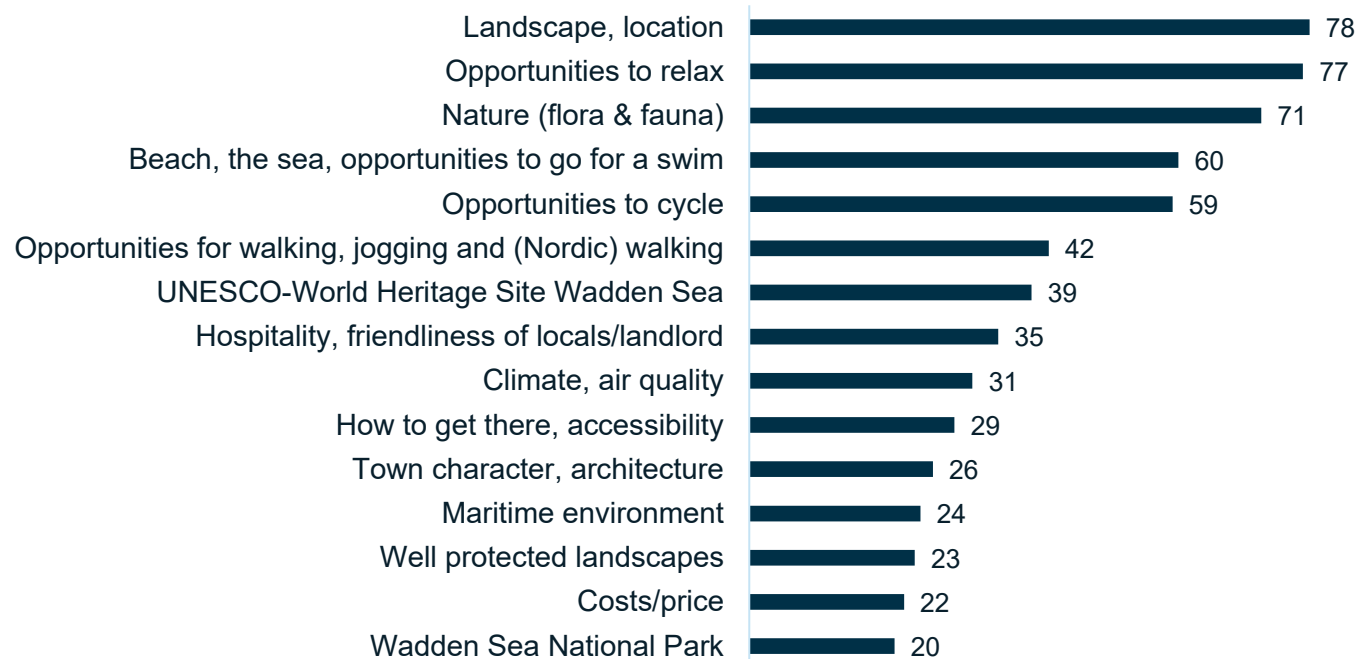 Landscape, location 78
Opportunities to relax 77
Nature (flora & fauna) 71
Beach, the sea, opportunities to go for a swim 60
Opportunities to cycle 59
Opportunities for walking, jogging and (Nordic) walking 42
UNESCO-World Heritage Site Wadden Sea 39
Hospitality, friendliness of locals/landlord 35
Climate, air quality 31
How to get there, accessibility 29
Town character, architecture 26
Maritime environment 24
Well protected landscapes 23
Costs/price 22
Wadden Sea National Park 20